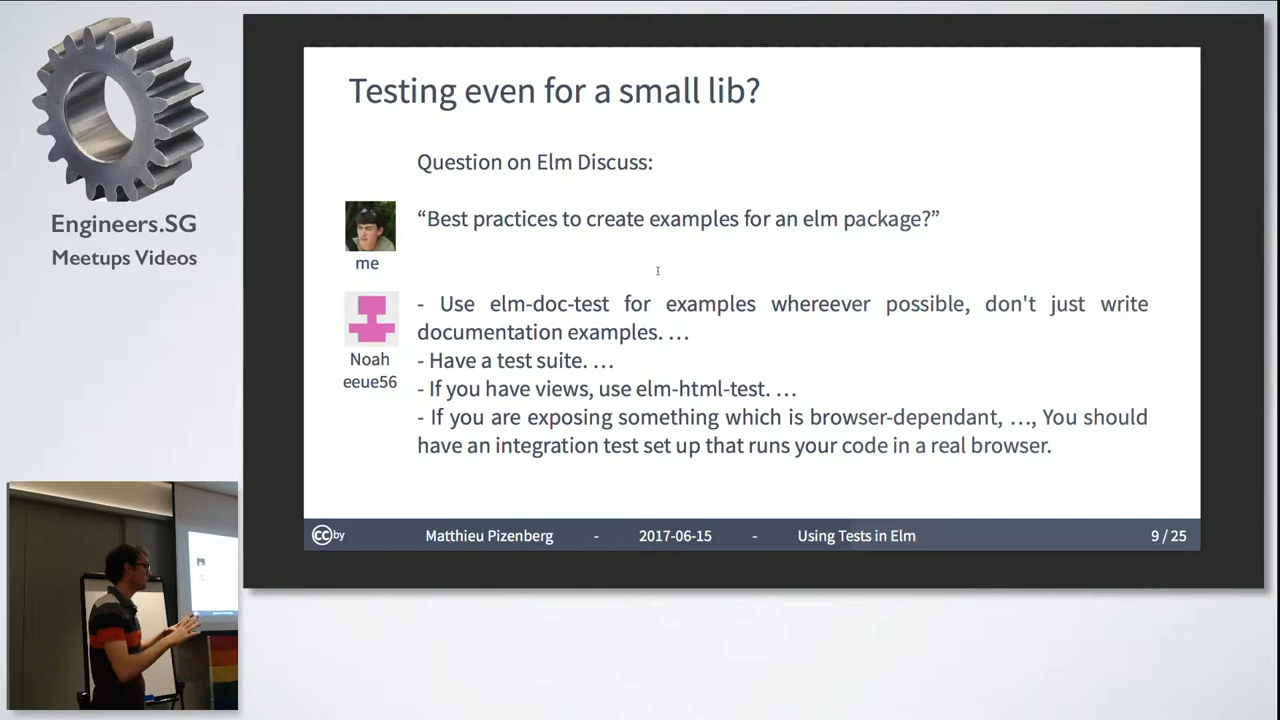 Engineers.SG
Meetups Videos
Testing even for a small lib?
Question on Elm Discuss:
“Best practices to create examples for an elm package?”
me
- Use elm-doc-test for examples whereever possible, don't just write
documentation examples. …
- Have a test suite. …
- If you have views, use elm-html-test. …
- If you are exposing something which is browser-dependant, …, You should
have an integration test set up that runs your code in a real browser.
Noah
eeue56
cc by
Matthieu Pizenberg - 2017-06-15 - Using Tests in Elm 9 / 25